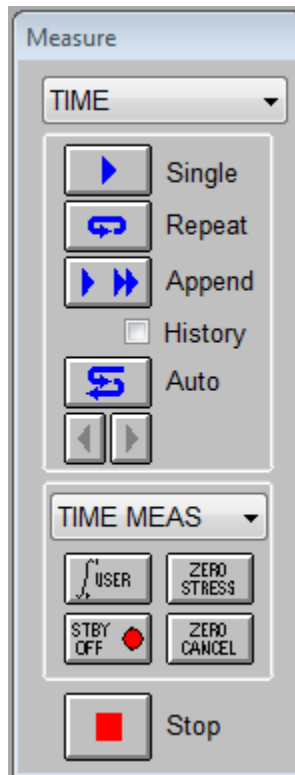 Measure
TIME
Single
Repeat
Append
History
Auto
TIME MEAS
USER
ZERO
STRESS
STBY
OFF
ZERO
CANCEL
Stop